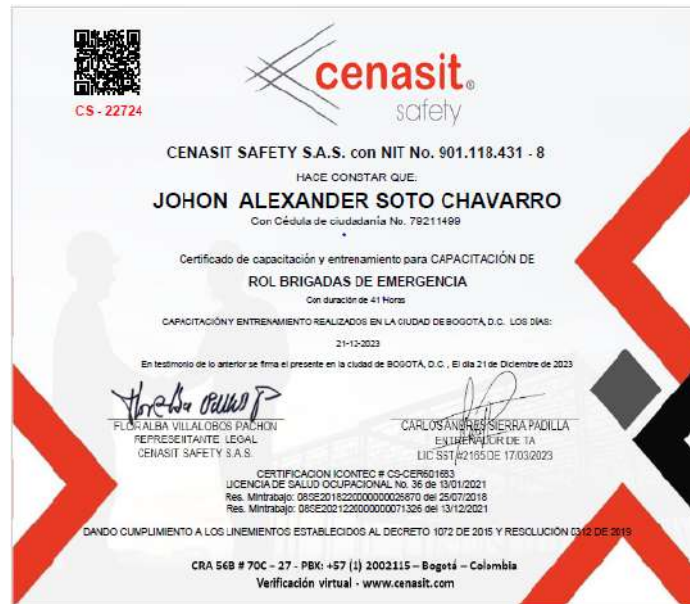 cenasit®
safety
CS - 22724
CENASIT SAFETY S.A.S. con NIT No. 901.118.431 - 8
HACE CONSTAR QUE:
JOHON ALEXANDER SOTO CHAVARRO
Con Cédula de ciudadanía No. 79211499
Certificado de capacitación y entrenamiento para CAPACITACIÓN DE
ROL BRIGADAS DE EMERGENCIA
Con duración de 41 Horas
CAPACITACIÓN Y ENTRENAMIENTO REALIZADOS EN LA CIUDAD DE BOGOTÁ, D.C. LOS DÍAS:
21-12-2023
En testimonio de lo anterior se firma el presente en la ciudad de BOGOTÁ, D.C., El día 21 de Diciembre de 2023
FLORALBA VILLALOBOS PACHON
REPRESENTANTE LEGAL
CENASIT SAFETY S.A.S.
CARLOS ANDRES SIERRA PADILLA
ENTRENADOR DE TA
LIC SST #2165 DE 17/03/2023
CERTIFICACION ICONTEC # CS-CER601683
LICENCIA DE SALUD OCUPACIONAL No. 36 de 13/01/2021
Res. Mintrabajo: 08SE2018220000000026870 del 25/07/2018
Res. Mintrabajo: 08SE2021220000000071326 del 13/12/2021
DANDO CUMPLIMIENTO A LOS LINEMIENTOS ESTABLECIDOS AL DECRETO 1072 DE 2015 Y RESOLUCIÓN 0312 DE 2019
CRA 56B # 70C – 27 - PBX: +57 (1) 2002115 – Bogotá – Colombia
Verificación virtual - www.cenasit.com